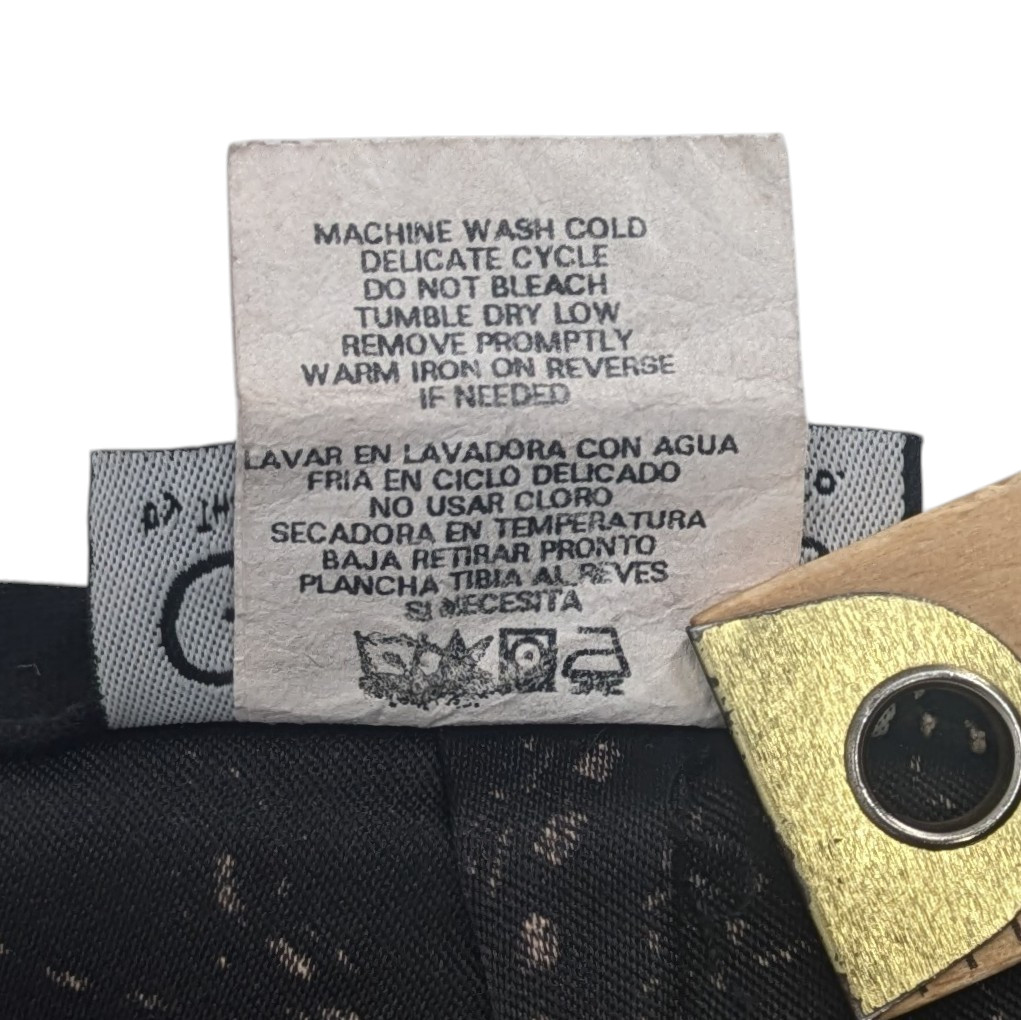 MACHINE WASH COLD
DELICATE CYCLE
DO NOT BLEACH
TUMBLE DRY LOW
REMOVE PROMPTLY
WARM IRON ON REVERSE
IF NEEDED
LAVAR EN LAVADORA CON AGUA
FRIA EN CICLO DELICADO
NO USAR CLORO
SECADORA EN TEMPERATURA
BAJA RETIRAR PRONTO
PLANCHA TIBIA AL REVES
SI NECESITA